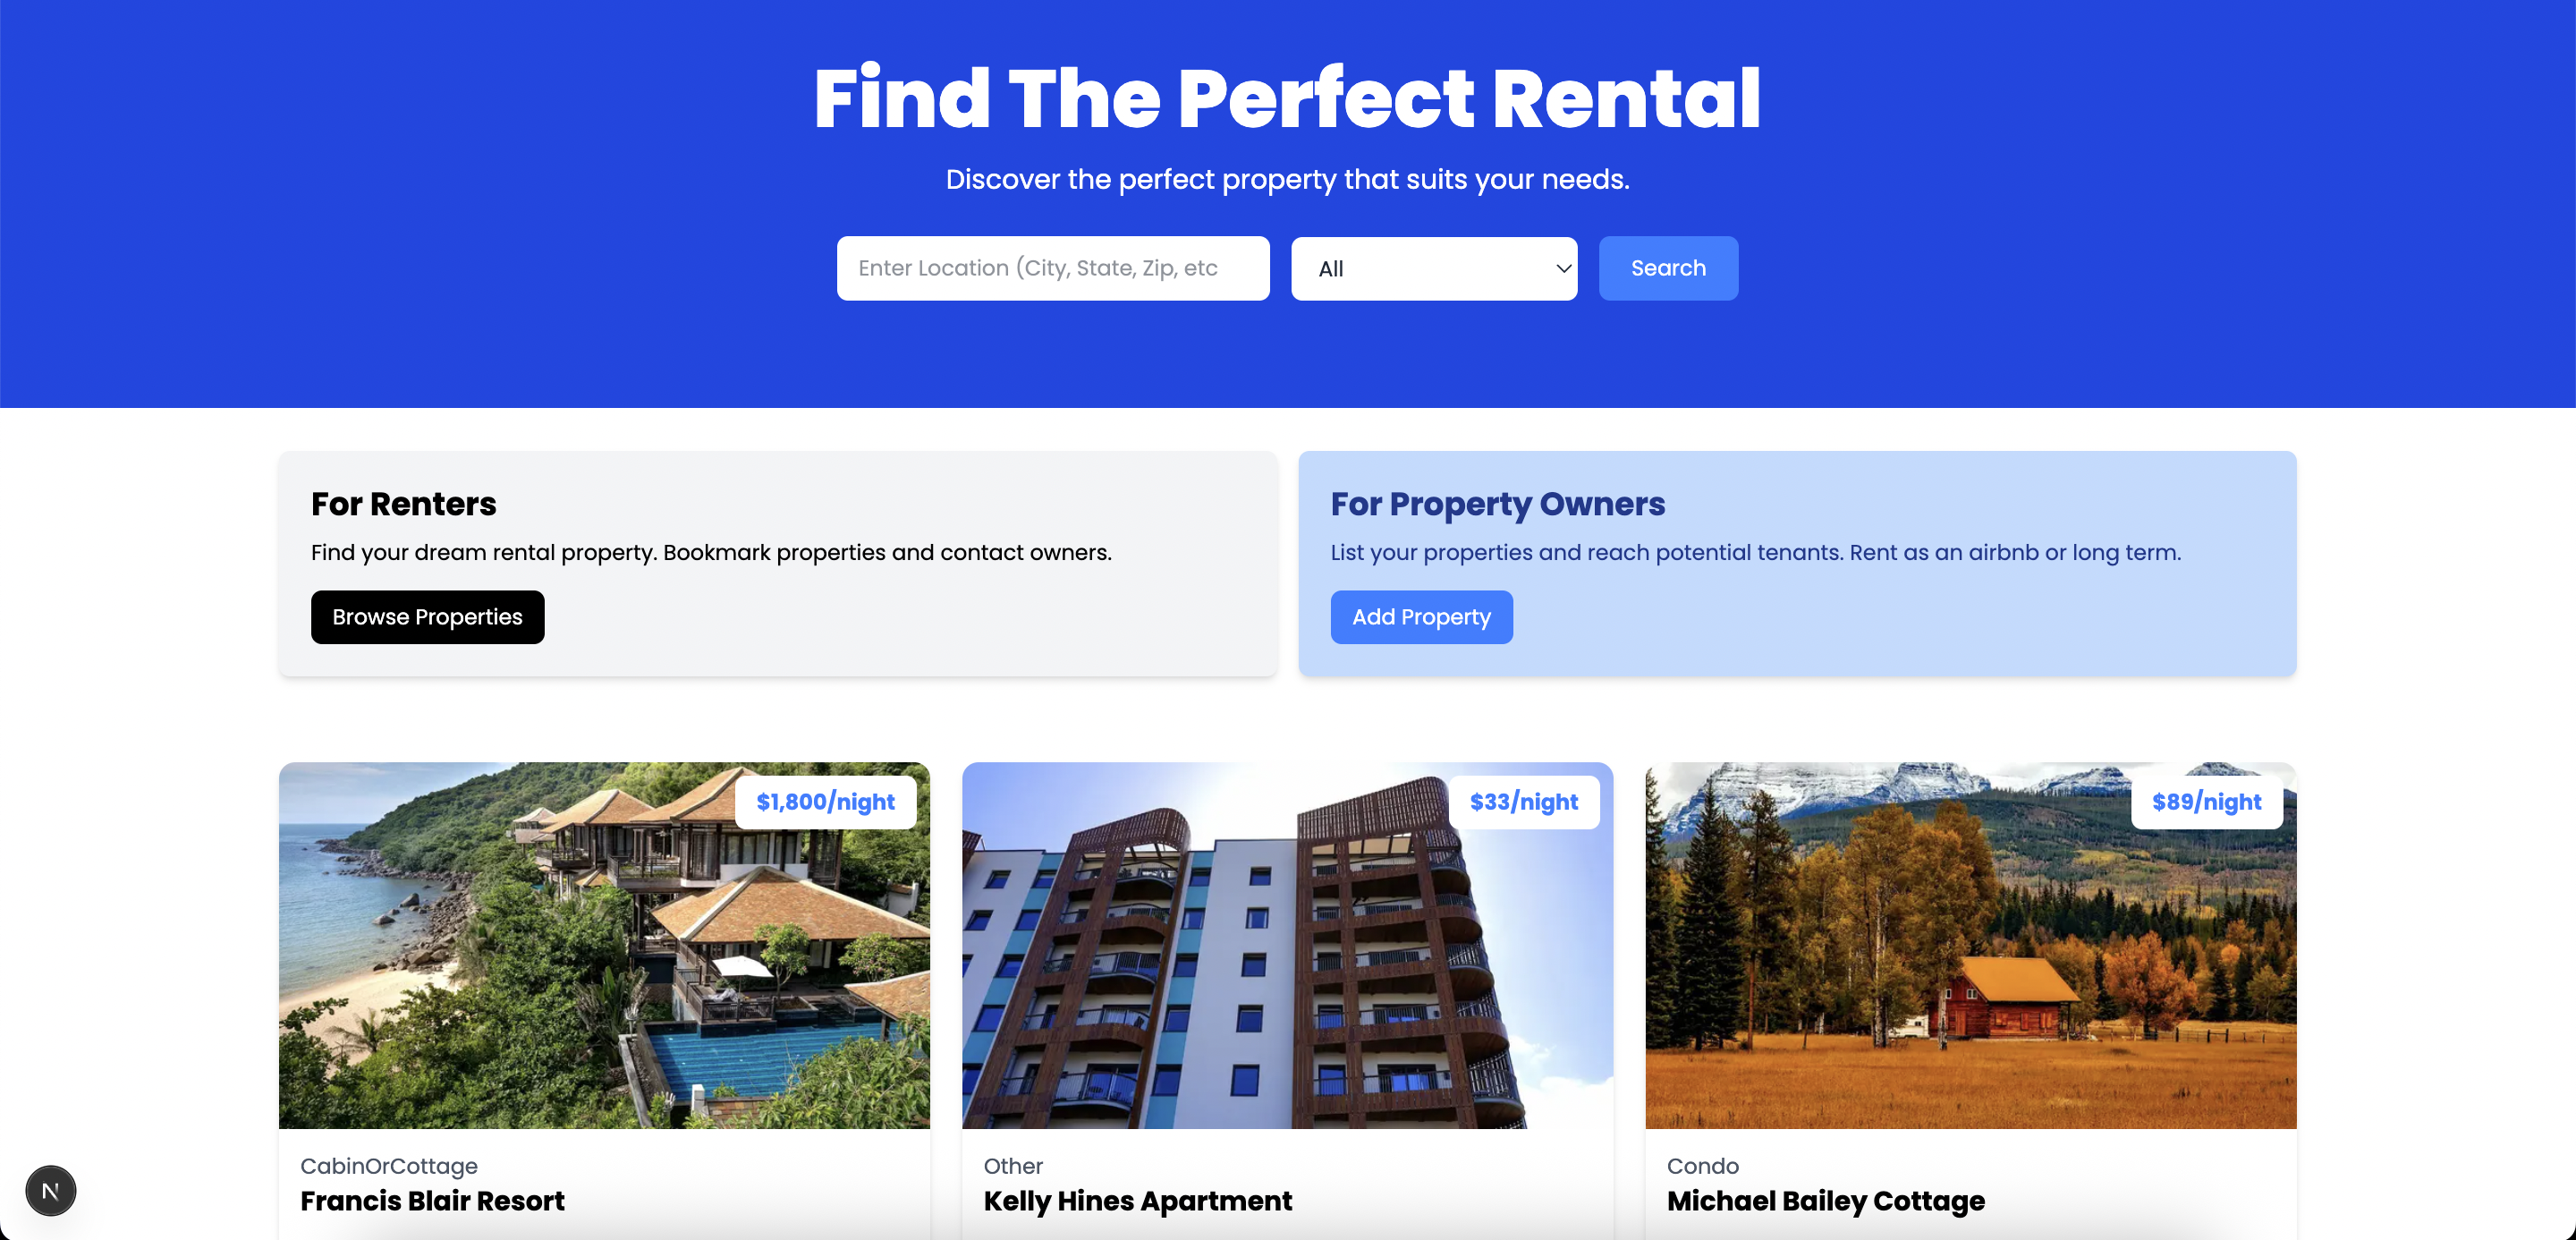 Find The Perfect Rental
Discover the perfect property that suits your needs.
Enter Location (City, State, Zip, etc
All
Search
For Renters
Find your dream rental property. Bookmark properties and contact owners.
Browse Properties
For Property Owners
List your properties and reach potential tenants. Rent as an airbnb or long term.
Add Property
$1,800/night
$33/night
$89/night
CabinOrCottage
Francis Blair Resort
Other
Kelly Hines Apartment
Condo
Michael Bailey Cottage
N